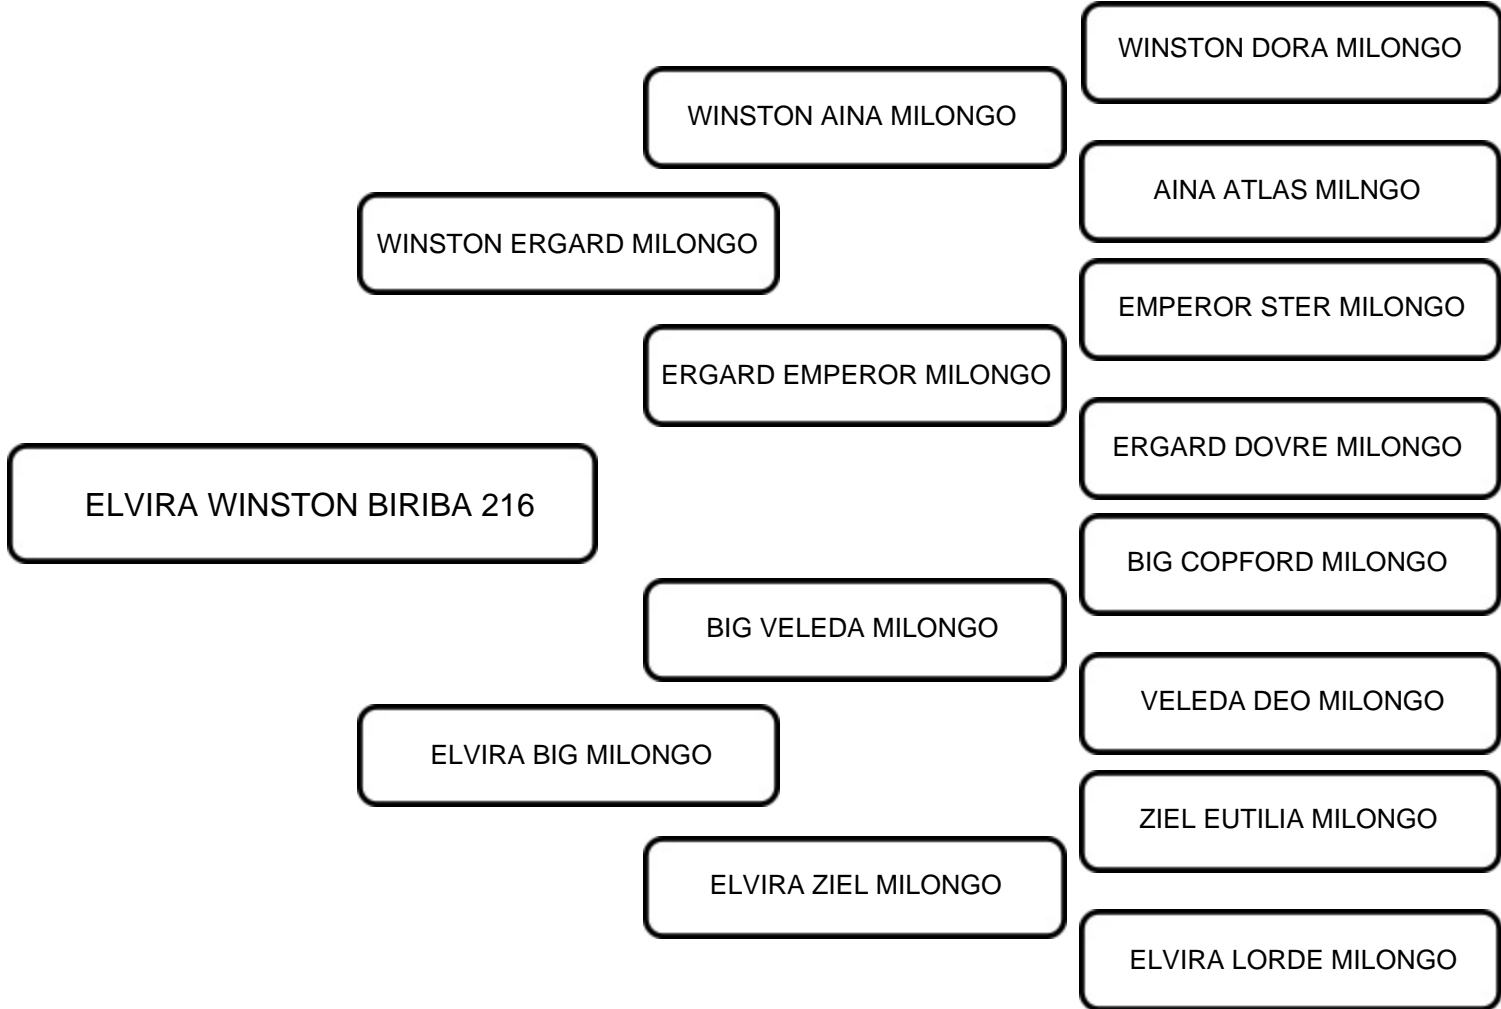 WINSTON DORA MILONGO
WINSTON AINA MILONGO
AINA ATLAS MILNGO
WINSTON ERGARD MILONGO
EMPEROR STER MILONGO
ERGARD EMPEROR MILONGO
ERGARD DOVRE MILONGO
ELVIRA WINSTON BIRIBA 216
BIG COPFORD MILONGO
BIG VELEDA MILONGO
VELEDA DEO MILONGO
ELVIRA BIG MILONGO
ZIEL EUTILIA MILONGO
ELVIRA ZIEL MILONGO
ELVIRA LORDE MILONGO